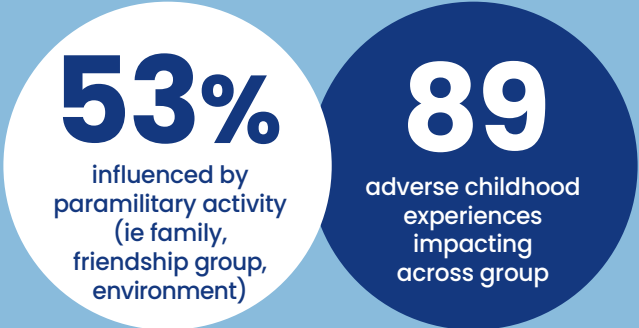 53%
influenced by
paramilitary activity
(ie family,
friendship group,
environment)
89
adverse childhood
experiences
impacting
across group